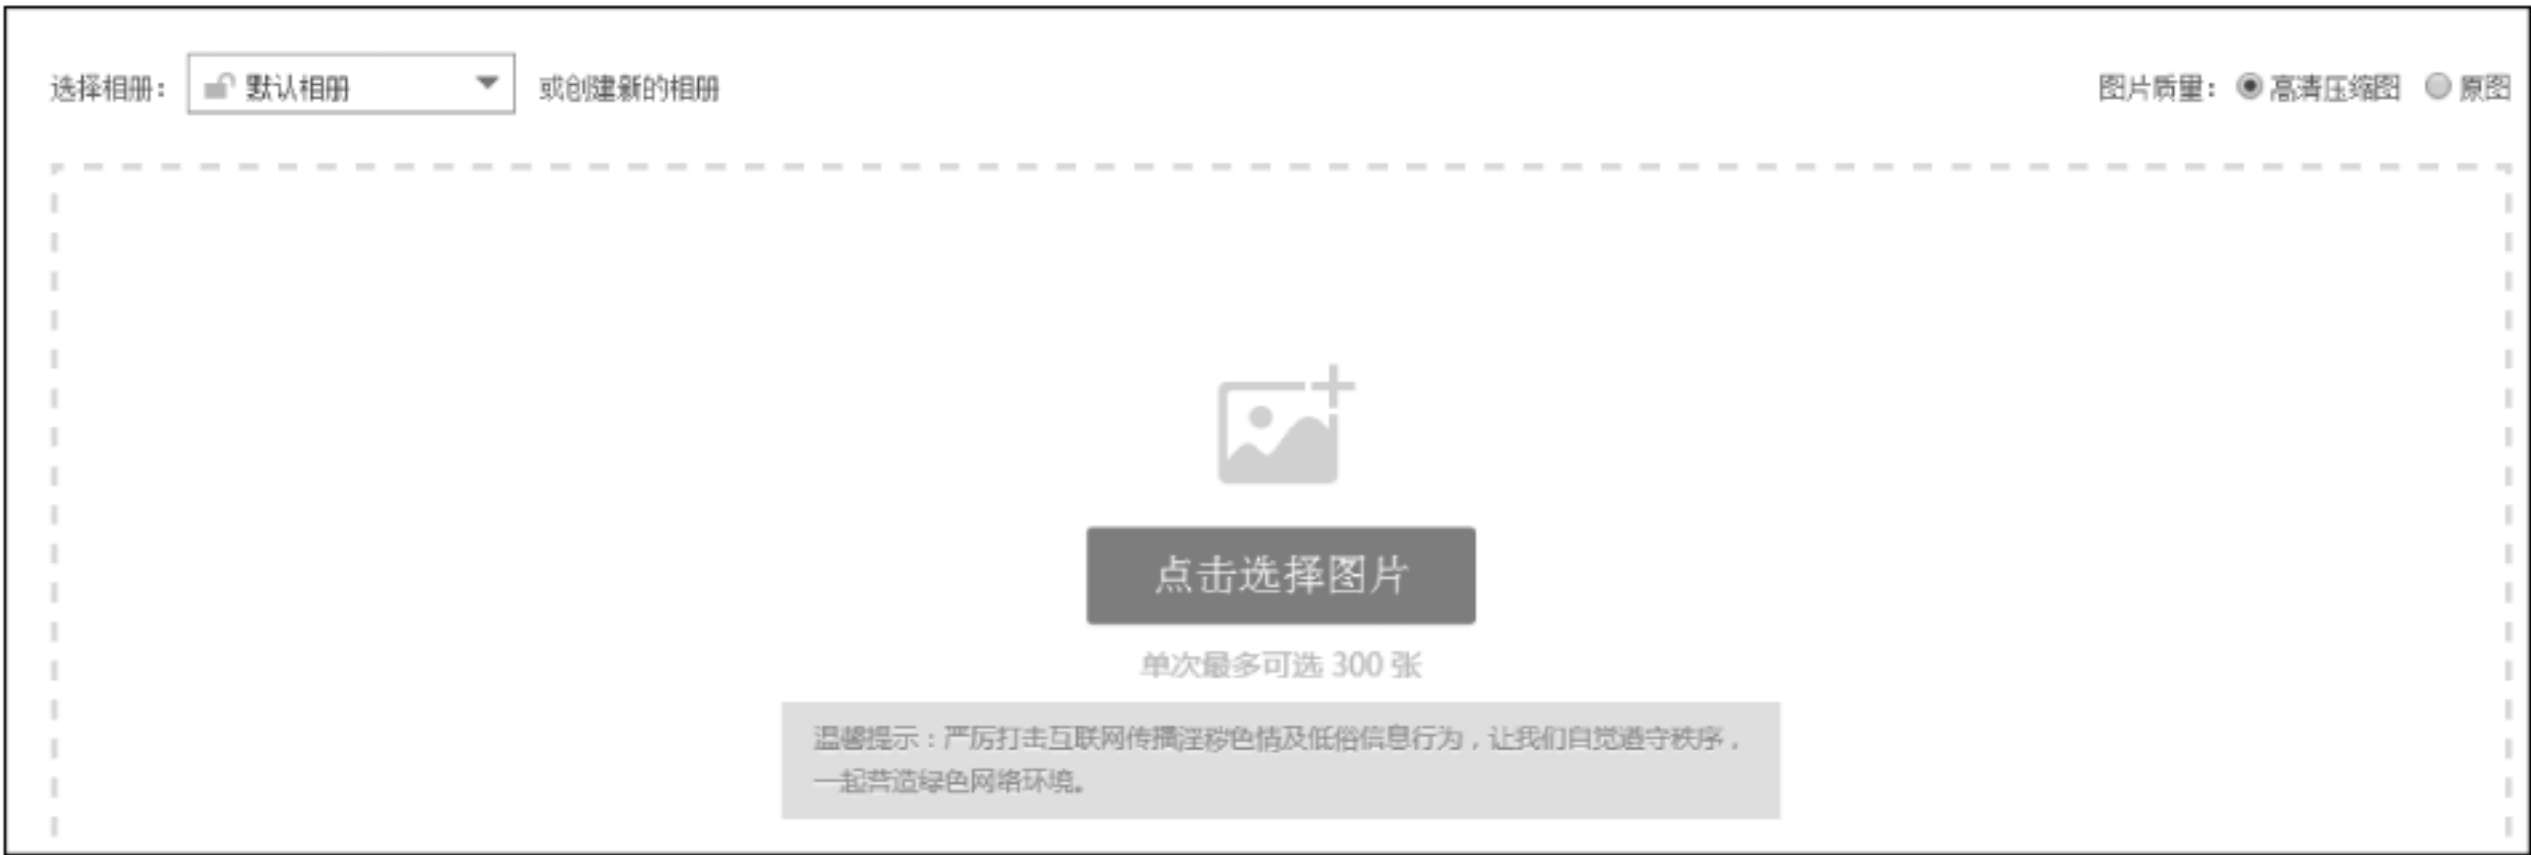 选择相册： 默认相册 或创建新的相册 图片质量： 高清压缩图 原图
点击选择图片
单次最多可选 300 张
温馨提示：严厉打击互联网传播淫秽色情及低俗信息行为，让我们自觉遵守秩序，
一起营造绿色网络环境。